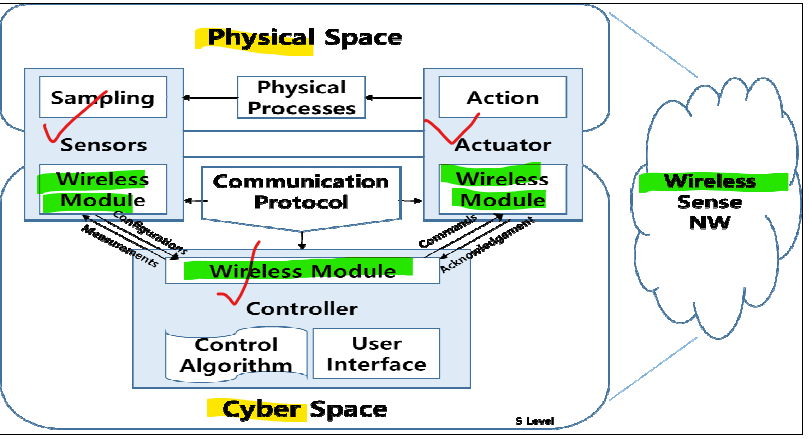 Physical Space
Sampling
Physical
Processes
Action
Sensors
Actuator
Wireless
Module
Communication
Protocol
Wireless
Module
Wireless
Sense
NW
Configurations
Measurements
Commands
Acknowledgement
Wireless Module
Controller
Control
Algorithm
User
Interface
Cyber Space
S Level